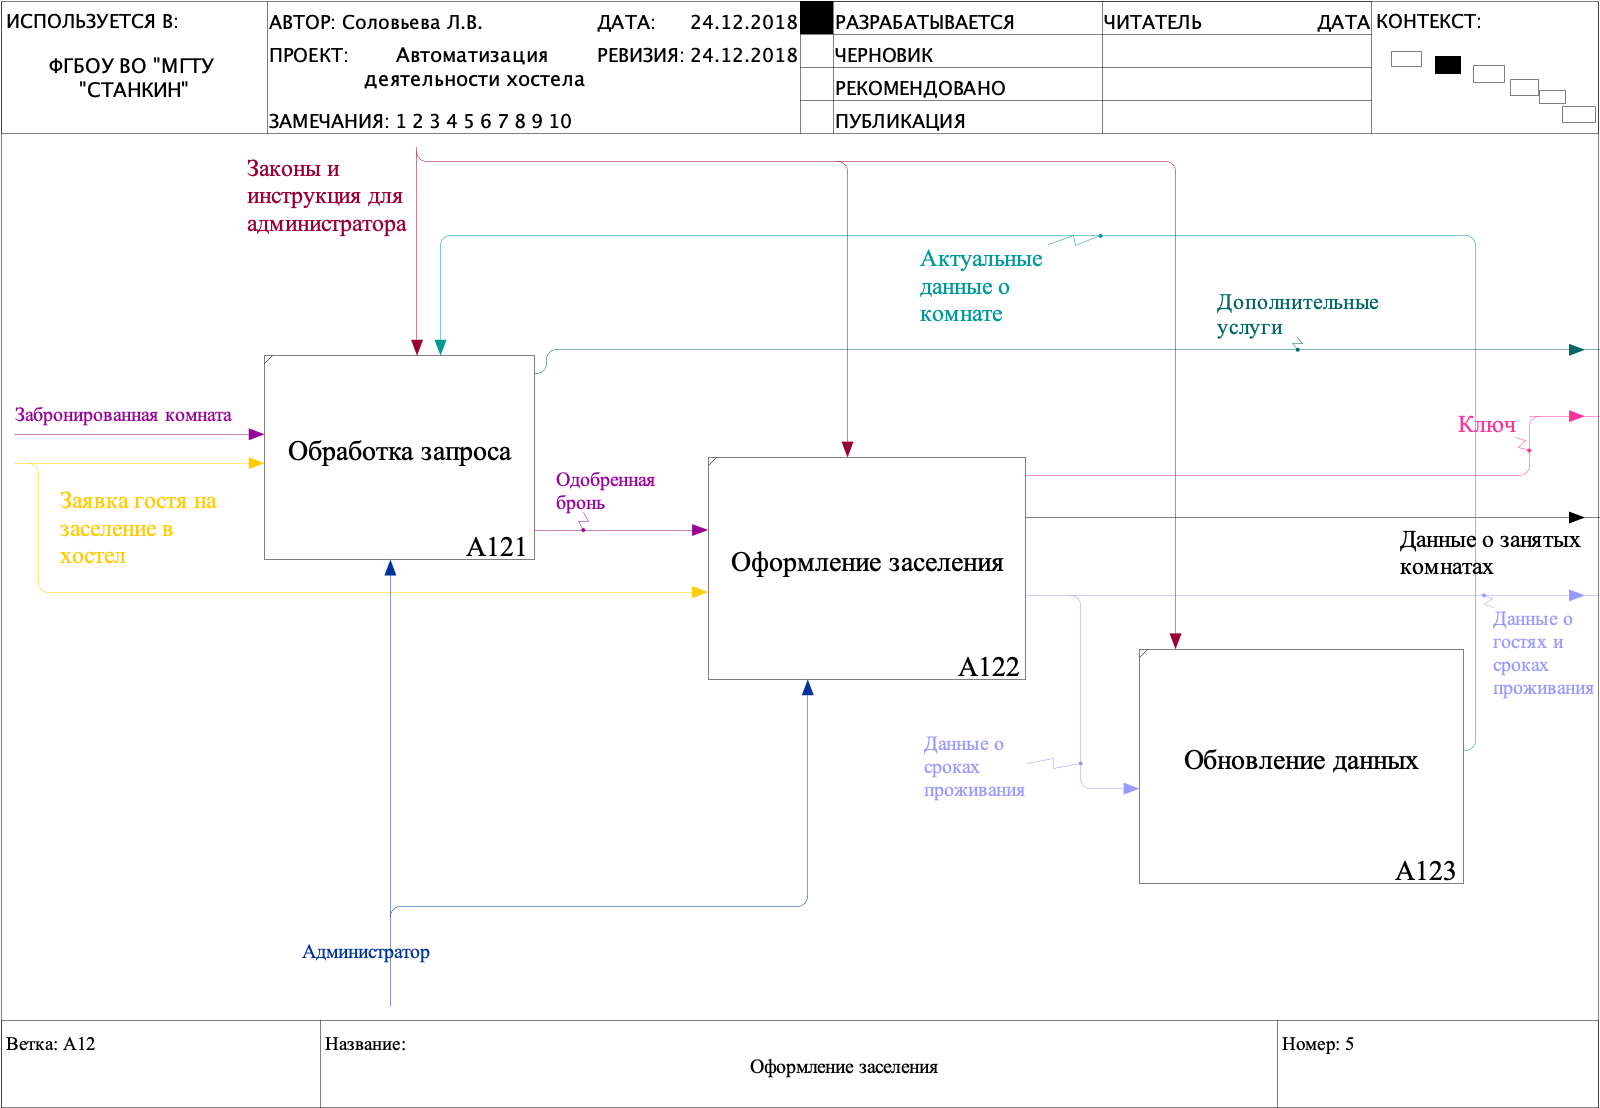 ИСПОЛЬЗУЕТСЯ В:
ФГБОУ ВО "МГТУ
"СТАНКИН"
АВТОР: Соловьева Л.В.
ДАТА: 24.12.2018
ПРОЕКТ: Автоматизация
деятельности хостела
РЕВИЗИЯ: 24.12.2018
ЗАМЕЧАНИЯ: 1 2 3 4 5 6 7 8 9 10
РАЗРАБАТЫВАЕТСЯ
ЧЕРНОВИК
РЕКОМЕНДОВАНО
ПУБЛИКАЦИЯ
ЧИТАТЕЛЬ
ДАТА
КОНТЕКСТ:
Законы и
инструкция для
администратора
Актуальные
данные о
комнате
Дополнительные
услуги
Забронированная комната
Обработка запроса
A121
Ключ
Заявка гостя на
заселение в
хостел
Одобренная
бронь
Оформление заселения
A122
Данные о занятых
комнатах
Данные о
гостях и
сроках
проживания
Данные о
сроках
проживания
Обновление данных
A123
Администратор
Ветка: A12
Название:
Оформление заселения
Номер: 5